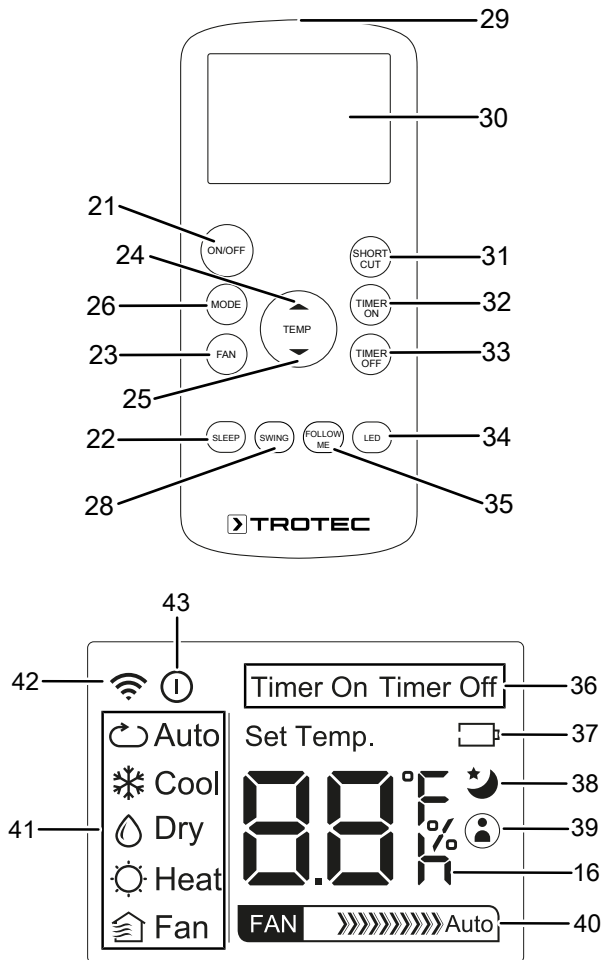 29
30
21
ON/OFF
24
SHORT CUT
31
26
MODE
TEMP
TIMER ON
32
23
FAN
TIMER OFF
33
25
22
SLEEP
SWING
FOLLOW ME
LED
34
28
35
TROTEC
43
42
Timer On Timer Off
36
Auto
Set Temp.
37
Cool
8.8
°F
38
41
Dry
%
39
Heat
h
16
Fan
FAN
Auto
40